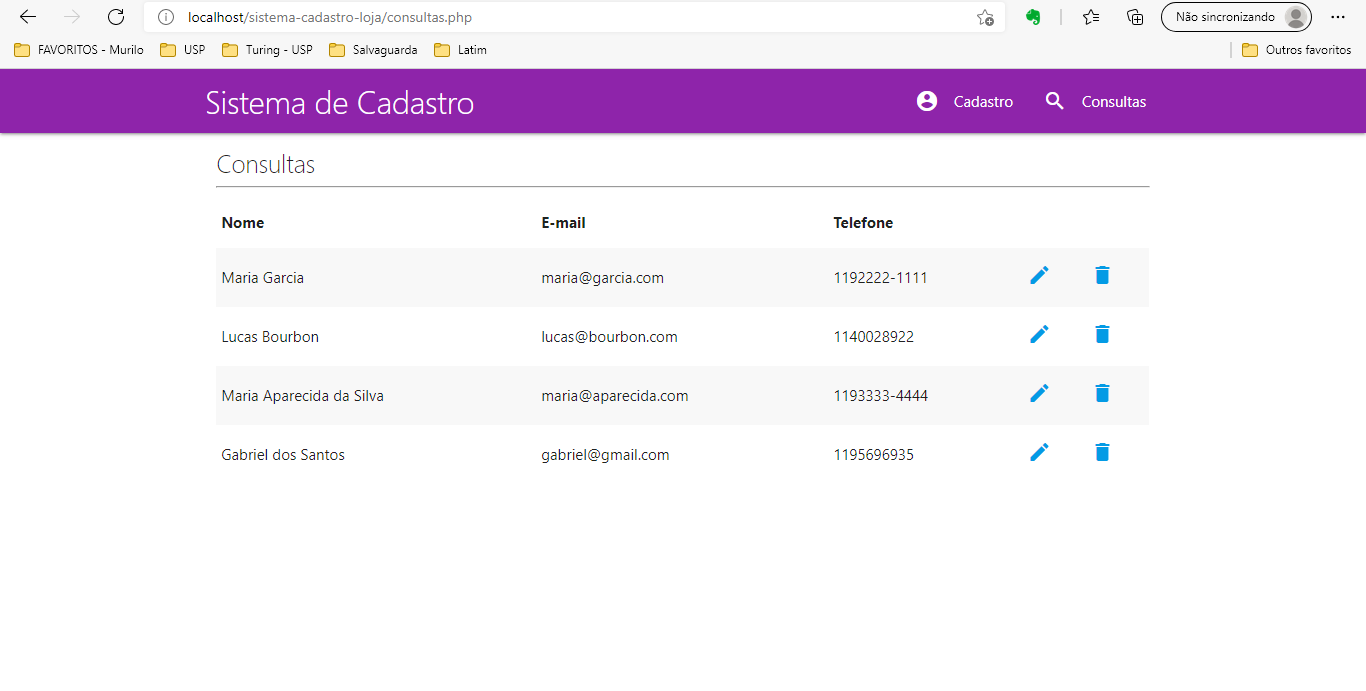 localhost/sistema-cadastro-loja/consultas.php
Não sincronizando
FAVORITOS - Murilo USP Turing - USP Salvaguarda Latim Outros favoritos
Sistema de Cadastro Cadastro Consultas
Consultas
Nome E-mail Telefone
Maria Garcia maria@garcia.com 1192222-1111
Lucas Bourbon lucas@bourbon.com 1140028922
Maria Aparecida da Silva maria@aparecida.com 1193333-4444
Gabriel dos Santos gabriel@gmail.com 1195696935